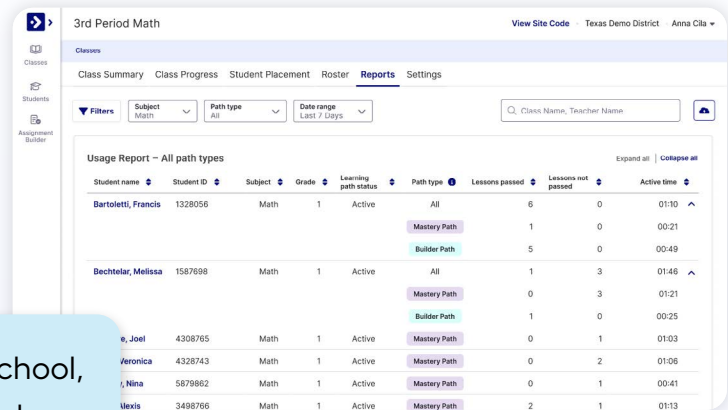 3rd Period Math
View Site Code Texas Demo District Anna Cila
Classes
Classes
Students
Assignment
Builder
Class Summary Class Progress Student Placement Roster Reports Settings
Filters
Subject
Math
Path type
All
Date range
Last 7 Days
Class Name, Teacher Name
Usage Report – All path types
Expand all | Collapse all
Student name Student ID Subject Grade Learning path status Path type Lessons passed Lessons not passed Active time
Bartoletti, Francis 1328056 Math 1 Active All 6 0 01:10
Mastery Path 1 0 00:21
Builder Path 5 0 00:49
Bechtelar, Melissa 1587698 Math 1 Active All 1 3 01:46
Mastery Path 0 3 01:21
Builder Path 1 0 00:25
Joel 4308765 Math 1 Active Mastery Path 0 1 01:03
Veronica 4328743 Math 1 Active Mastery Path 0 2 01:06
Nina 5879862 Math 1 Active Mastery Path 0 1 00:41
Alexis 3498766 Math 1 Active Mastery Path 2 1 01:13
chool,